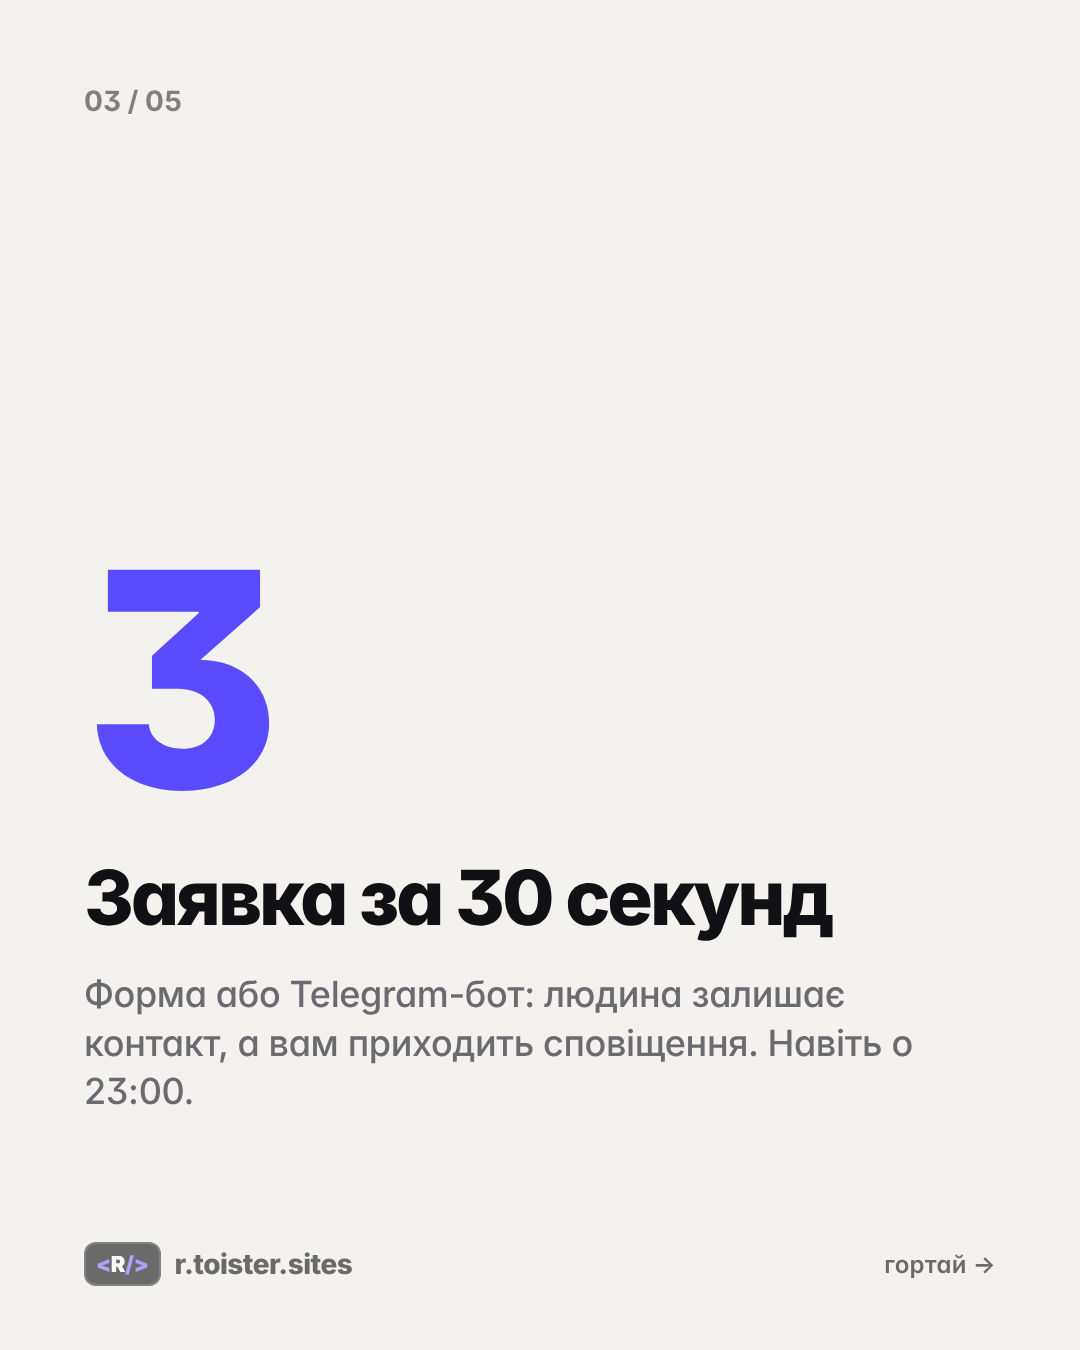 03 / 05
3
Заявка за 30 секунд
Форма або Telegram-бот: людина залишає
контакт, а вам приходить сповіщення. Навіть о
23:00.
<R/> r.toister.sites
гортай →